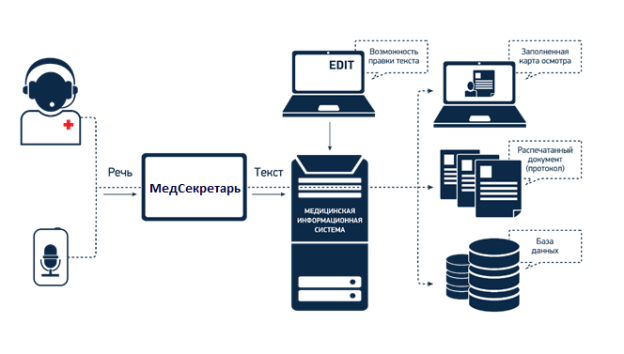 Возможность
правки текста
EDIT
Заполненная
карта осмотра
Речь
МедСекретарь
Текст
Распечатанный
документ
(протокол)
МЕДИЦИНСКАЯ
ИНФОРМАЦИОННАЯ
СИСТЕМА
База
данных